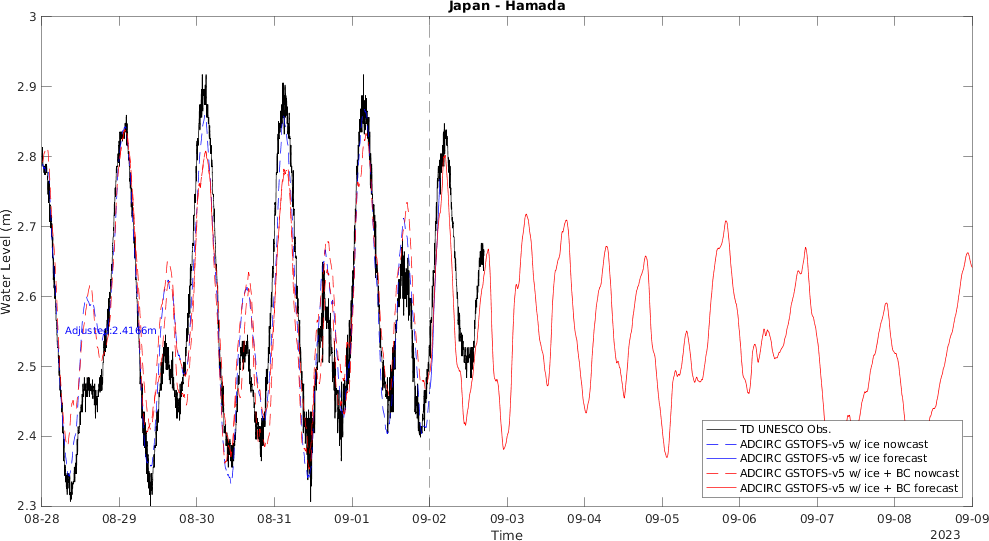 Japan - Hamada
Water Level (m)
3
2.9
2.8
2.7
2.6
2.5
2.4
2.3
Adjusted:2.4166m
TD UNESCO Obs.
ADCIRC GSTOFS-v5 w/ ice nowcast
ADCIRC GSTOFS-v5 w/ ice forecast
ADCIRC GSTOFS-v5 w/ ice + BC nowcast
ADCIRC GSTOFS-v5 w/ ice + BC forecast
08-28 08-29 08-30 08-31 09-01 09-02 09-03 09-04 09-05 09-06 09-07 09-08 09-09
Time
2023